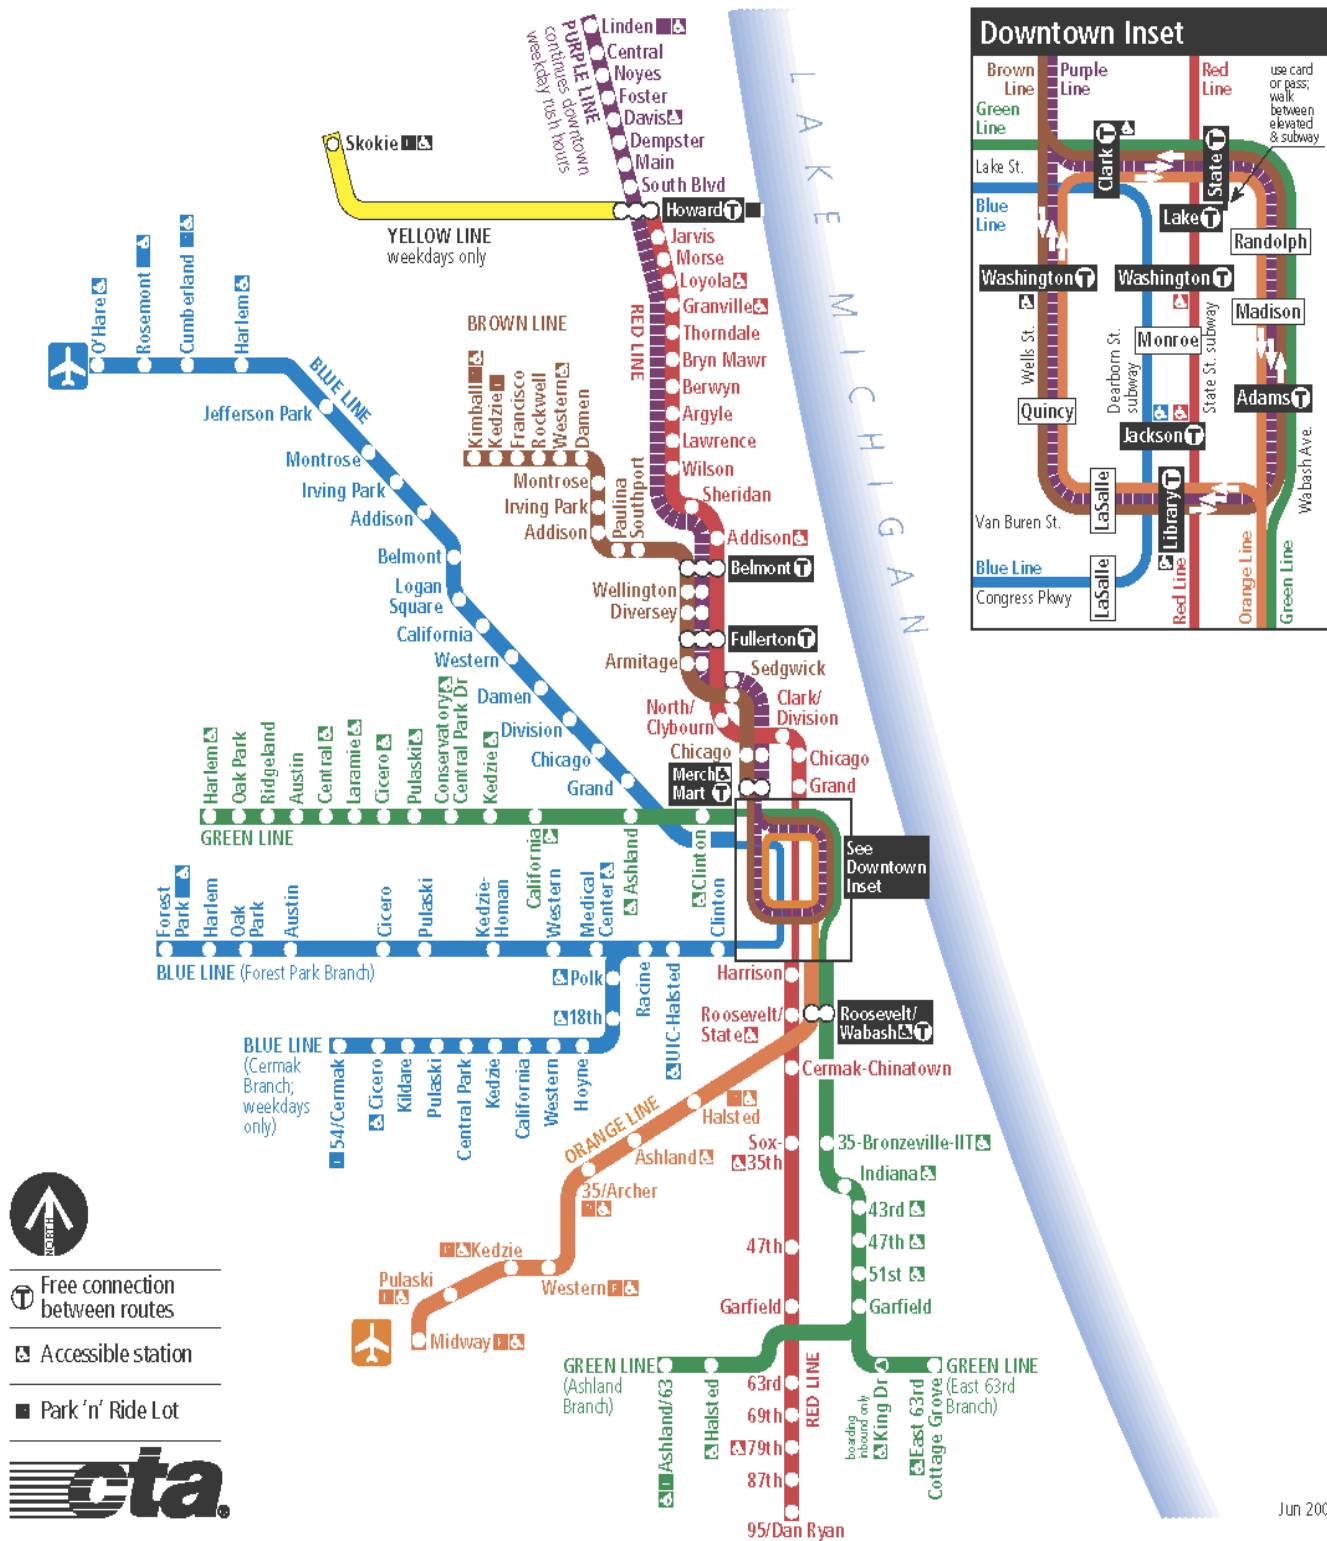 Linden
Central
Noyes
Foster
Davis
Dempster
Main
South Blvd
Howard T
PURPLE LINE
continues downtown
weekday rush hours
LAKE MICHIGAN
Skokie
YELLOW LINE
weekdays only
Jarvis
Morse
Loyola
Granville
Thorndale
Bryn Mawr
Berwyn
Argyle
Lawrence
Wilson
Sheridan
Addison
Belmont T
Fullerton T
RED LINE
O'Hare
Rosemont
Cumberland
Harlem
BLUE LINE
Jefferson Park
Montrose
Irving Park
Addison
Belmont
Logan
Square
California
Western
Damen
Division
Chicago
Grand
BROWN LINE
Kimball
Kedzie
Francisco
Rockwell
Western
Damen
Montrose
Irving Park
Addison
Paulina
Southport
Wellington
Diversey
Armitage
Sedgwick
North/
Clybourn
Clark/
Division
Chicago
Chicago
Merch
Mart T
Grand
Harlem
Oak Park
Ridgeland
Austin
Central
Laramie
Cicero
Pulaski
Conservatory
Central Park Dr
Kedzie
GREEN LINE
California
Ashland
Clinton
See
Downtown
Inset
Forest
Park
Harlem
Oak
Park
Austin
Cicero
Pulaski
Kedzie-
Homan
Western
Medical
Center
Clinton
BLUE LINE (Forest Park Branch)
Polk
18th
Racine
UIC-Halsted
BLUE LINE
(Cermak
Branch;
weekdays
only)
54/Cermak
Cicero
Kildare
Pulaski
Central Park
Kedzie
California
Western
Hoyne
Harrison
Roosevelt/
State
Roosevelt/
Wabash T
Cermak-Chinatown
ORANGE LINE
Halsted
Ashland
35/Archer
Kedzie
Western
Pulaski
Midway
Sox-
35th
35-Bronzeville-IIT
Indiana
43rd
47th
47th
51st
Garfield
Garfield
GREEN LINE
(Ashland
Branch)
Ashland/63
Halsted
63rd
69th
79th
87th
95/Dan Ryan
RED LINE
boarding
inbound only
King Dr
East 63rd
Cottage Grove
GREEN LINE
(East 63rd
Branch)
Downtown Inset
Brown
Line
Purple
Line
Red
Line
use card
or pass;
walk
between
elevated
& subway
Green
Line
Lake St.
Clark T
State T
Blue
Line
Lake T
Randolph
Washington T
Washington T
Madison
Monroe
Wells St.
Dearborn St.
subway
State St. subway
Quincy
Adams T
Jackson T
Wabash Ave.
LaSalle
Library T
Van Buren St.
Blue Line
Congress Pkwy
LaSalle
Red Line
Orange Line
Green Line
NORTH
T Free connection
between routes
Accessible station
Park 'n' Ride Lot
cta®
Jun 200